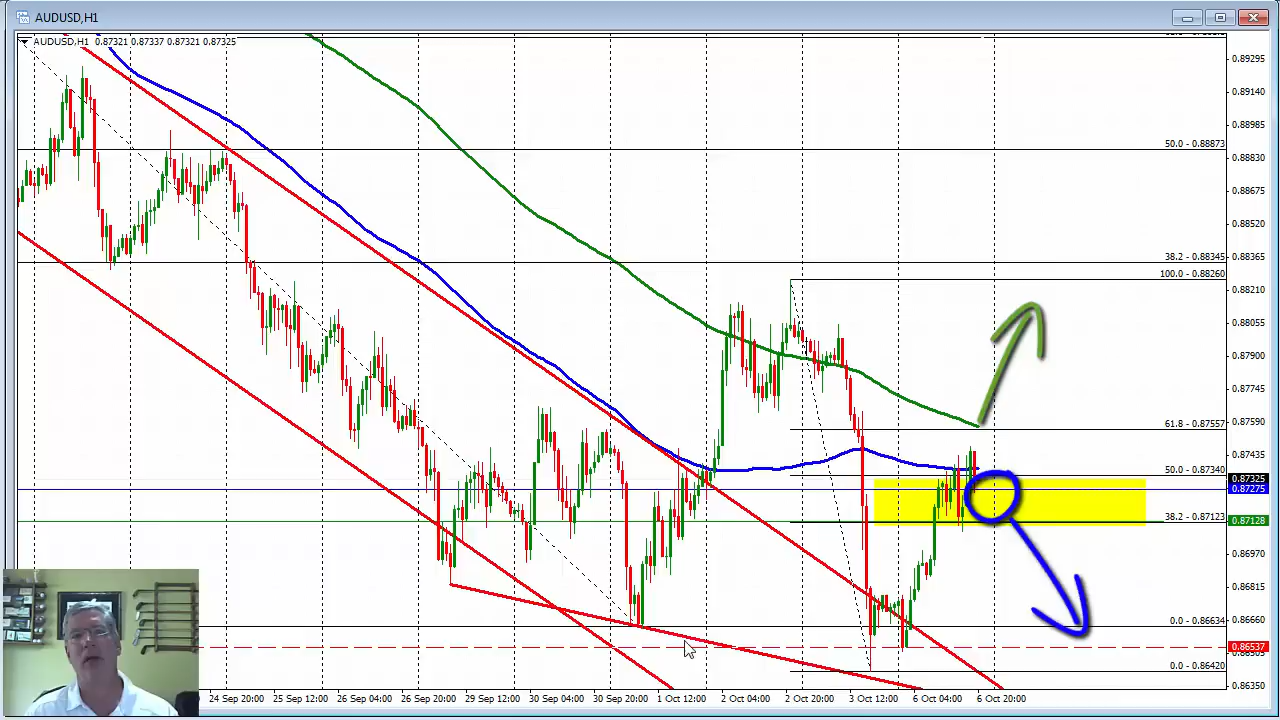 AUDUSD,H1
AUDUSD,H1 0.87321 0.87337 0.87321 0.87325
0.89295
0.89140
0.88985
50.0 - 0.88873
0.88830
0.88675
0.88520
38.2 - 0.88345
0.88365
100.0 - 0.88260
0.88210
0.88055
0.87900
0.87745
61.8 - 0.87557
0.87590
0.87435
50.0 - 0.87340
0.87325
0.87275
38.2 - 0.87123
0.87128
0.86970
0.86815
0.0 - 0.86634
0.86660
0.86537
0.0 - 0.86420
0.86350
24 Sep 20:00
25 Sep 12:00
26 Sep 04:00
26 Sep 20:00
29 Sep 12:00
30 Sep 04:00
30 Sep 20:00
1 Oct 12:00
2 Oct 04:00
2 Oct 20:00
3 Oct 12:00
6 Oct 04:00
6 Oct 20:00